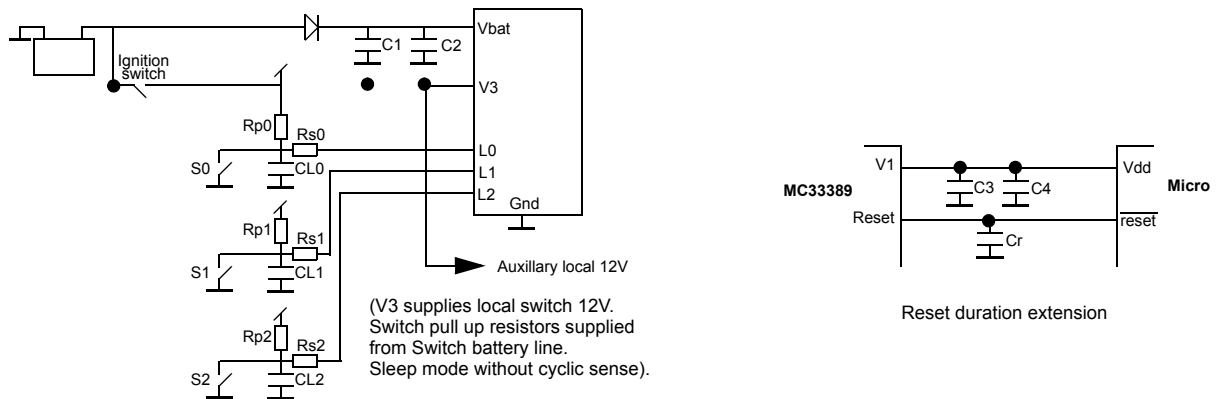 Vbat
C1
C2
Ignition
switch
V3
Rp0
Rs0
S0
CL0
L0
L1
L2
Gnd
Rp1
Rs1
S1
CL1
Auxillary local 12V
Rp2
Rs2
S2
CL2
(V3 supplies local switch 12V.
Switch pull up resistors supplied
from Switch battery line.
Sleep mode without cyclic sense).
V1
Vdd
C3
C4
MC33389
Micro
Reset
reset
Cr
Reset duration extension